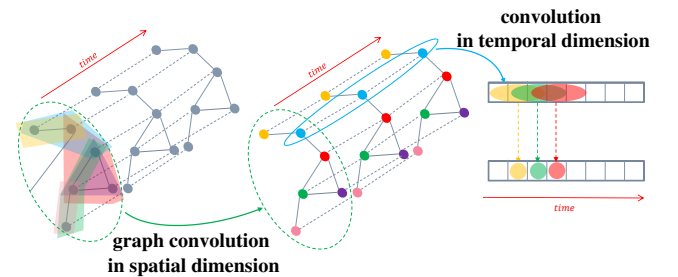 time
graph convolution
in spatial dimension
time
convolution
in temporal dimension
time